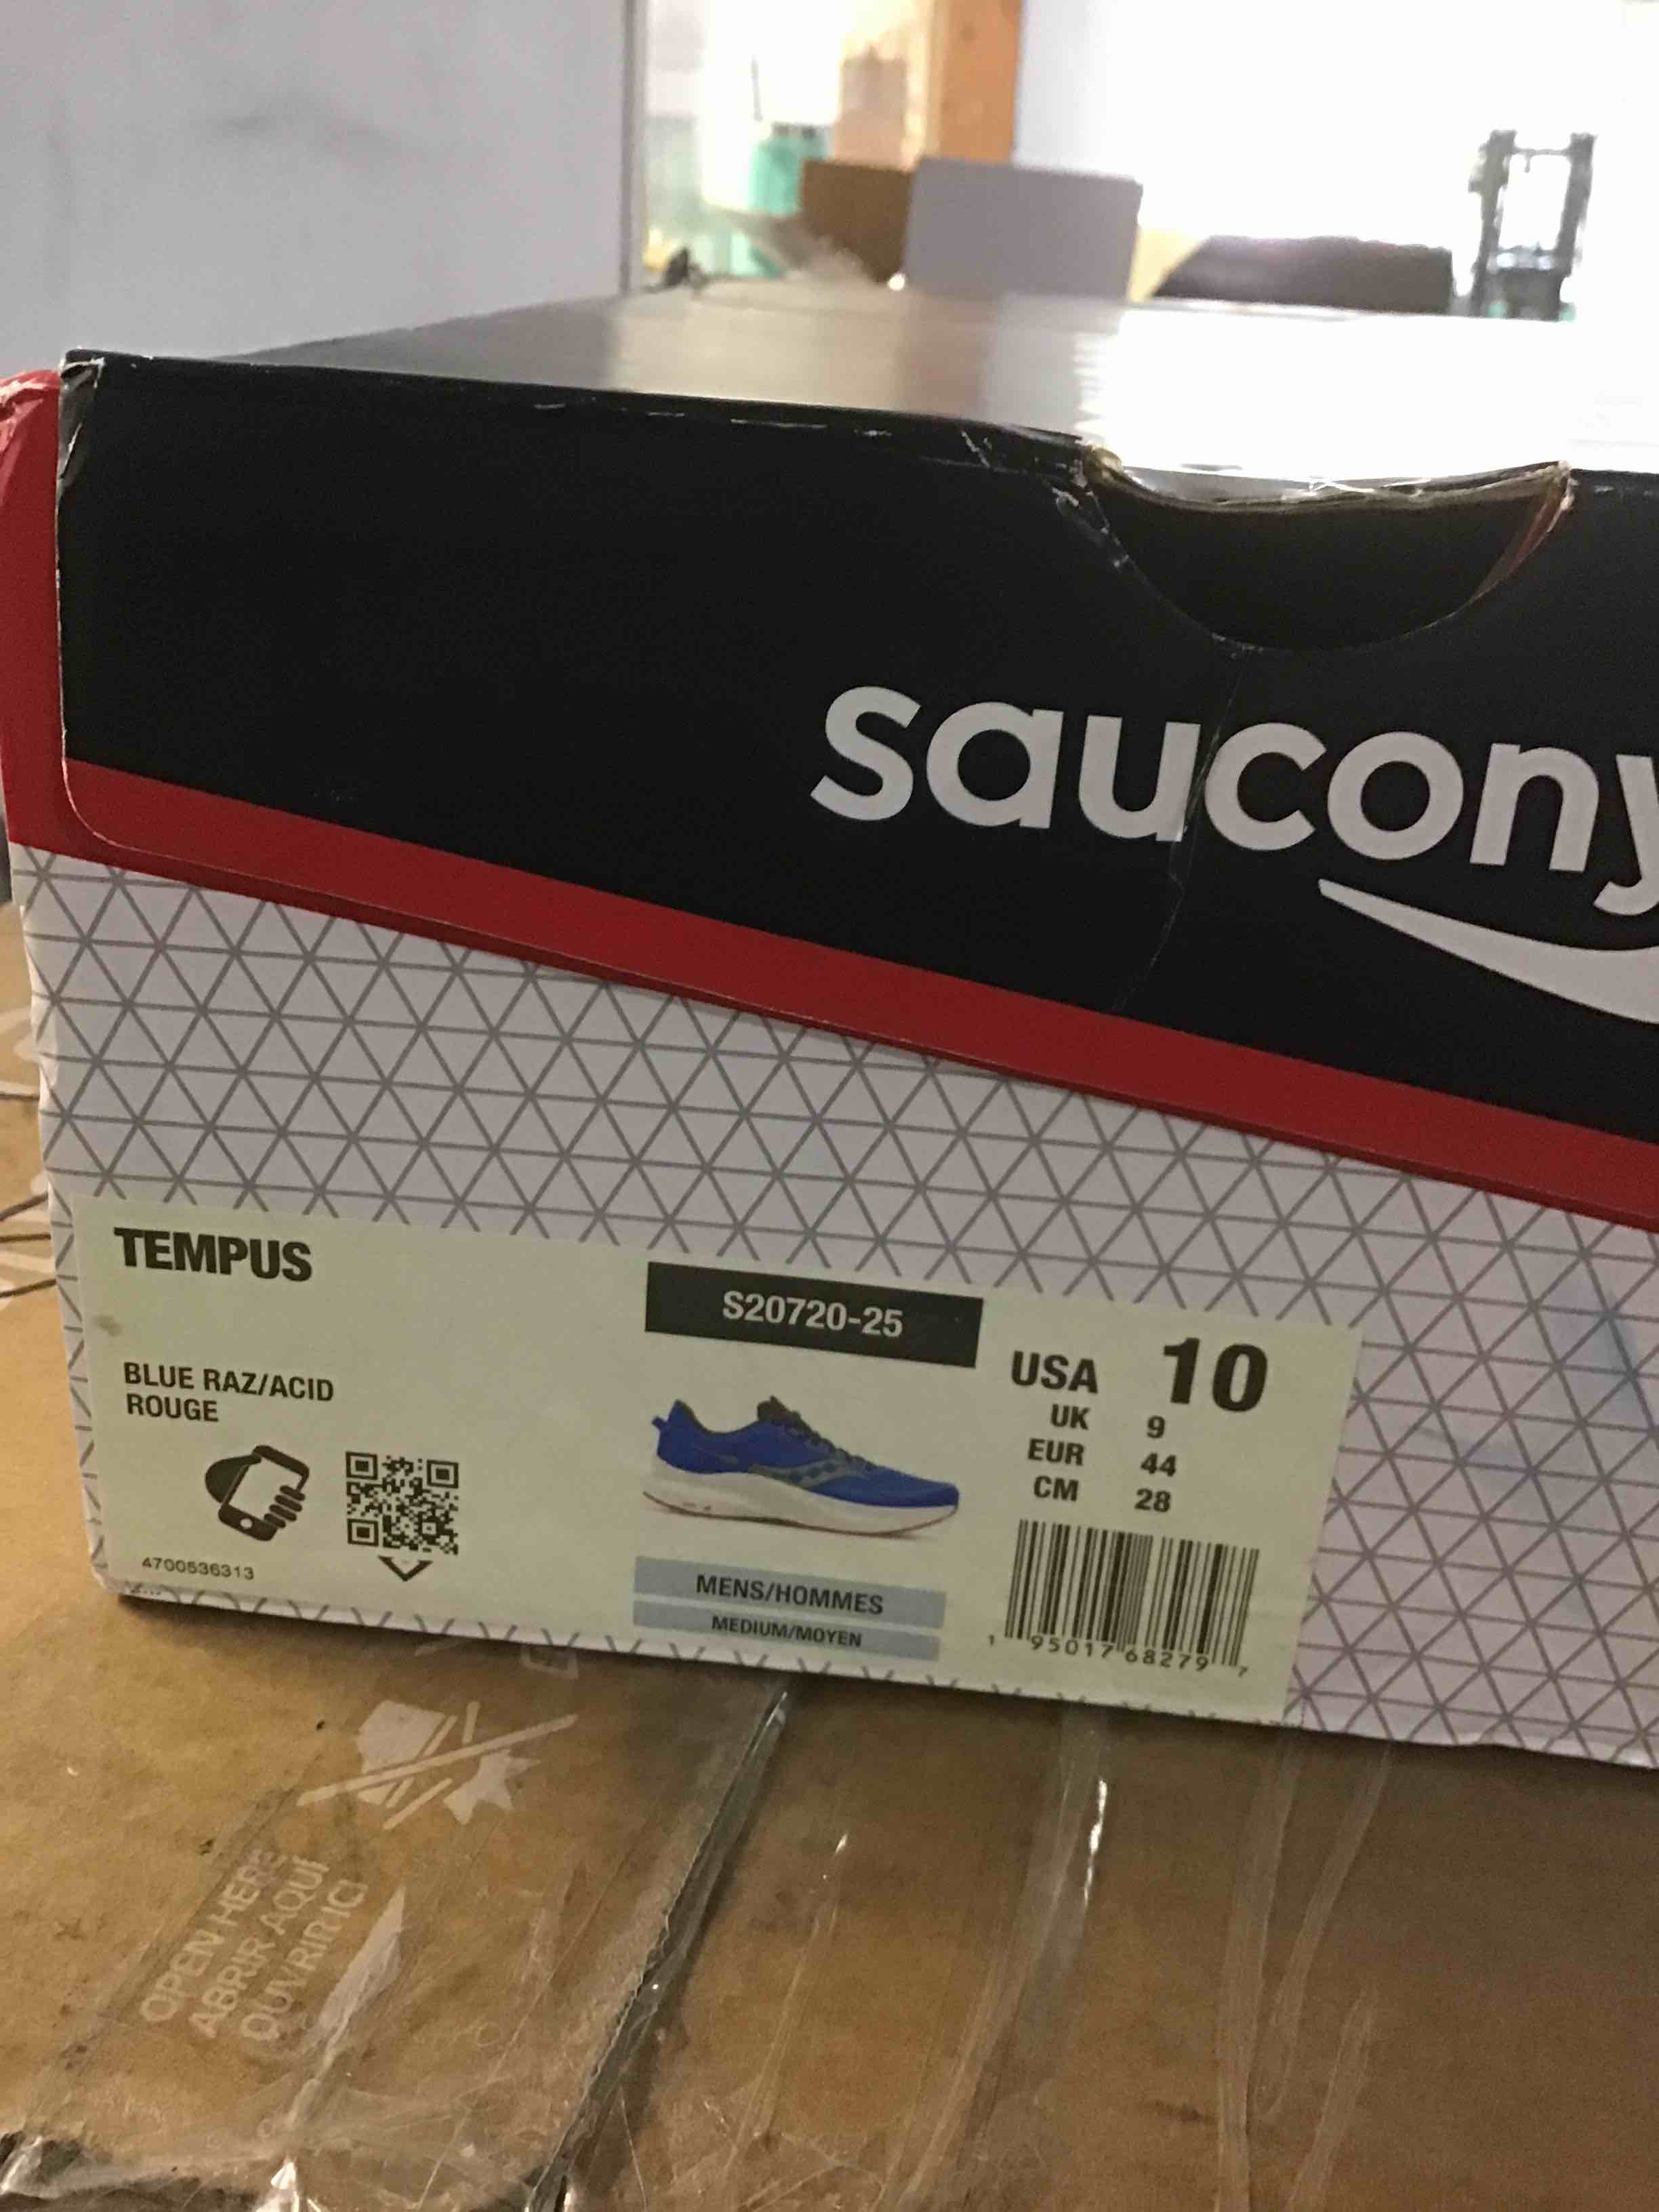 saucony
TEMPUS
S20720-25
BLUE RAZ/ACID
ROUGE
USA 10
UK 9
EUR 44
CM 28
4700536313
MENS/HOMMES
MEDIUM/MOYEN
1 95017 68279 7
OPEN HERE
ABRIR AQUÍ
OUVRIR ICI